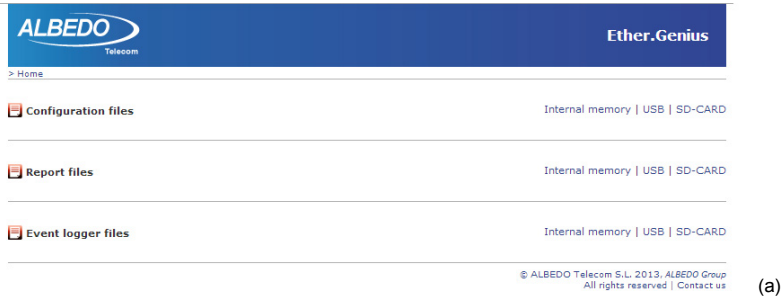 ALBEDO
Telecom
Ether.Genius
> Home
Configuration files Internal memory | USB | SD-CARD
Report files Internal memory | USB | SD-CARD
Event logger files Internal memory | USB | SD-CARD
© ALBEDO Telecom S.L. 2013, ALBEDO Group
All rights reserved | Contact us
(a)